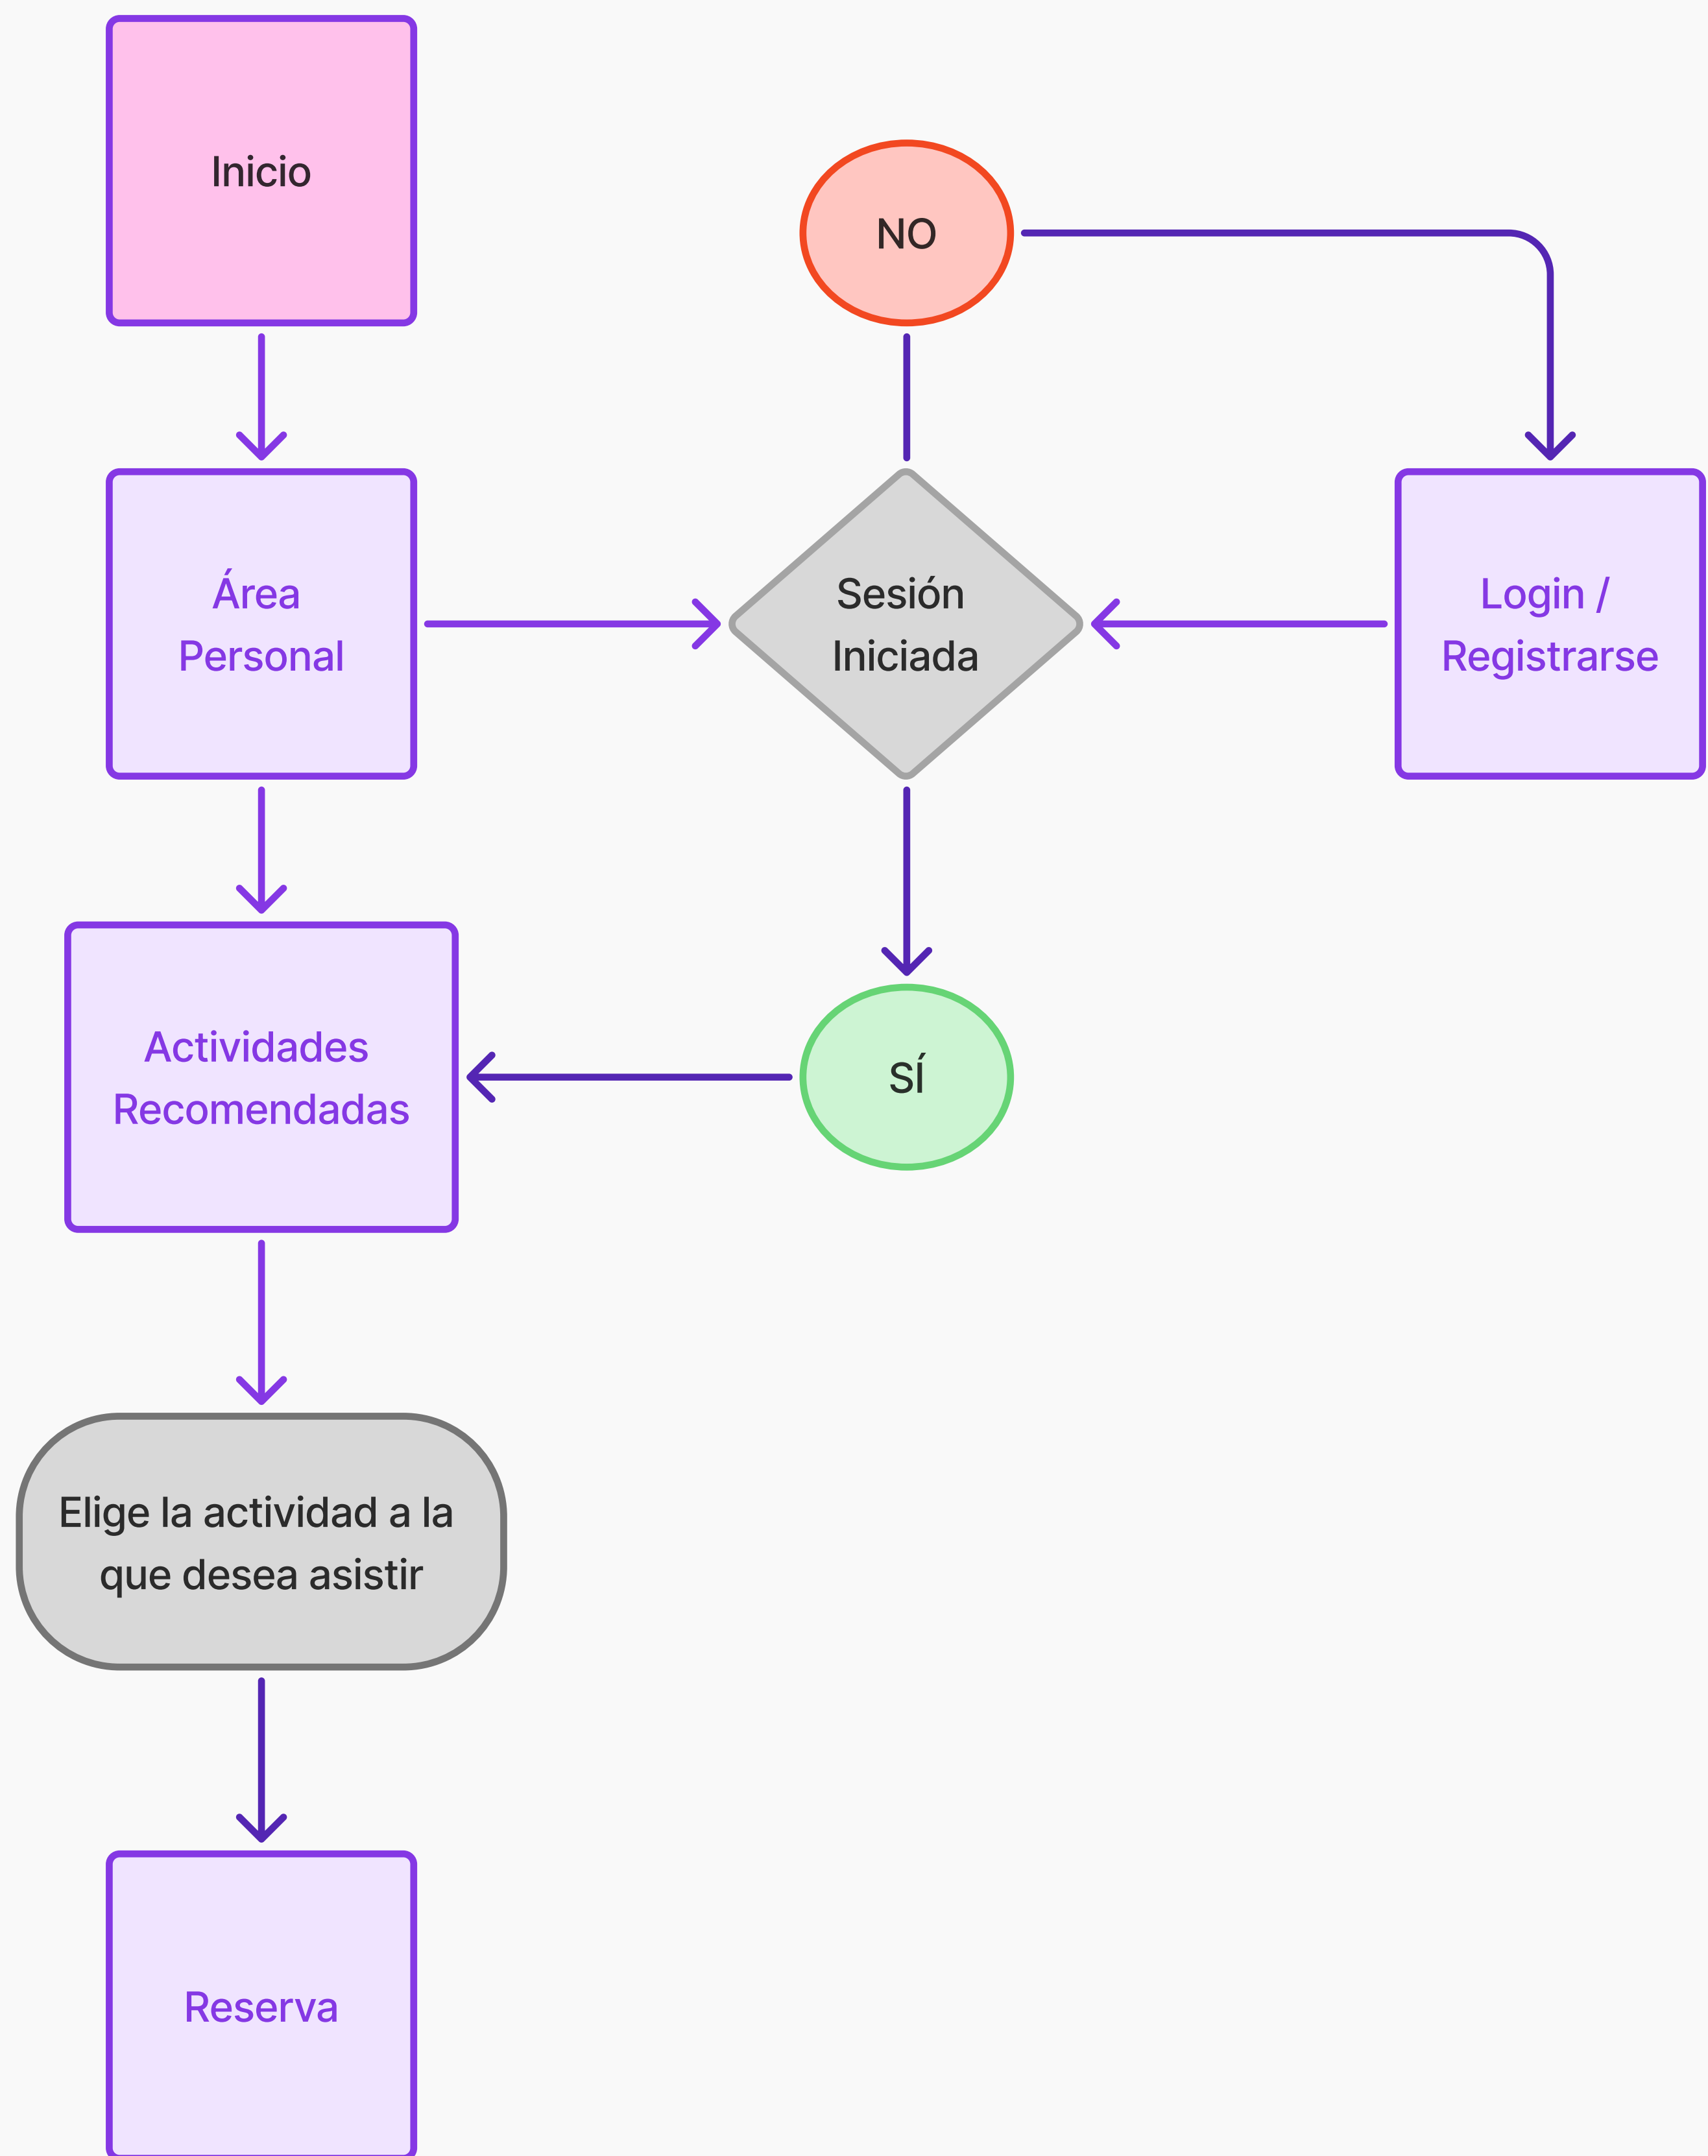 Inicio
NO
Área
Personal
Sesión
Iniciada
Login /
Registrarse
Actividades
Recomendadas
SÍ
Elige la actividad a la
que desea asistir
Reserva